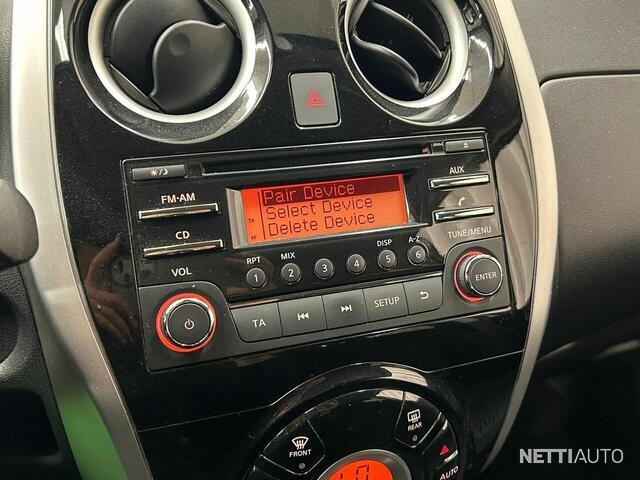 FM·AM
CD
VOL
Pair Device
Select Device
Delete Device
TA
AF
AUX
TUNE/MENU
RPT
MIX
DISP
A-Z
1
2
3
4
5
6
ENTER
TA
SETUP
FRONT
REAR
AUTO
NETTIAUTO